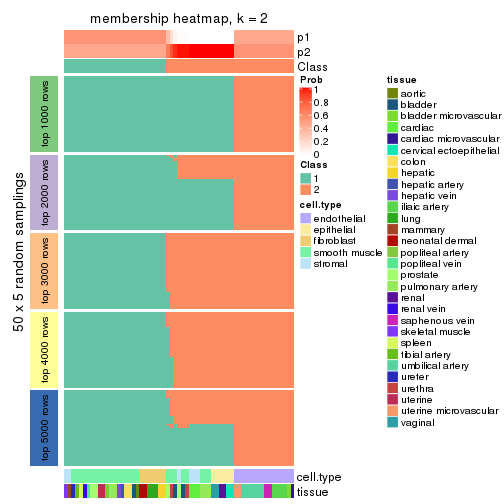 membership heatmap, k = 2
p1
p2
Class
50 x 5 random samplings
top 1000 rows
top 2000 rows
top 3000 rows
top 4000 rows
top 5000 rows
cell.type
tissue
Prob
1
0.8
0.6
0.4
0.2
0
Class
1
2
cell.type
endothelial
epithelial
fibroblast
smooth muscle
stromal
tissue
aortic
bladder
bladder microvascular
cardiac
cardiac microvascular
cervical ectoepithelial
colon
hepatic
hepatic artery
hepatic vein
iliaic artery
lung
mammary
neonatal dermal
popliteal artery
popliteal vein
prostate
pulmonary artery
renal
renal vein
saphenous vein
skeletal muscle
spleen
tibial artery
umbilical artery
ureter
urethra
uterine
uterine microvascular
vaginal